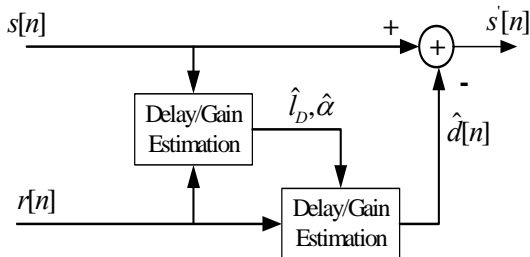 s[n]
+
+
s'[n]
-
Delay/Gain
Estimation
l̂_D, α̂
d̂[n]
r[n]
Delay/Gain
Estimation